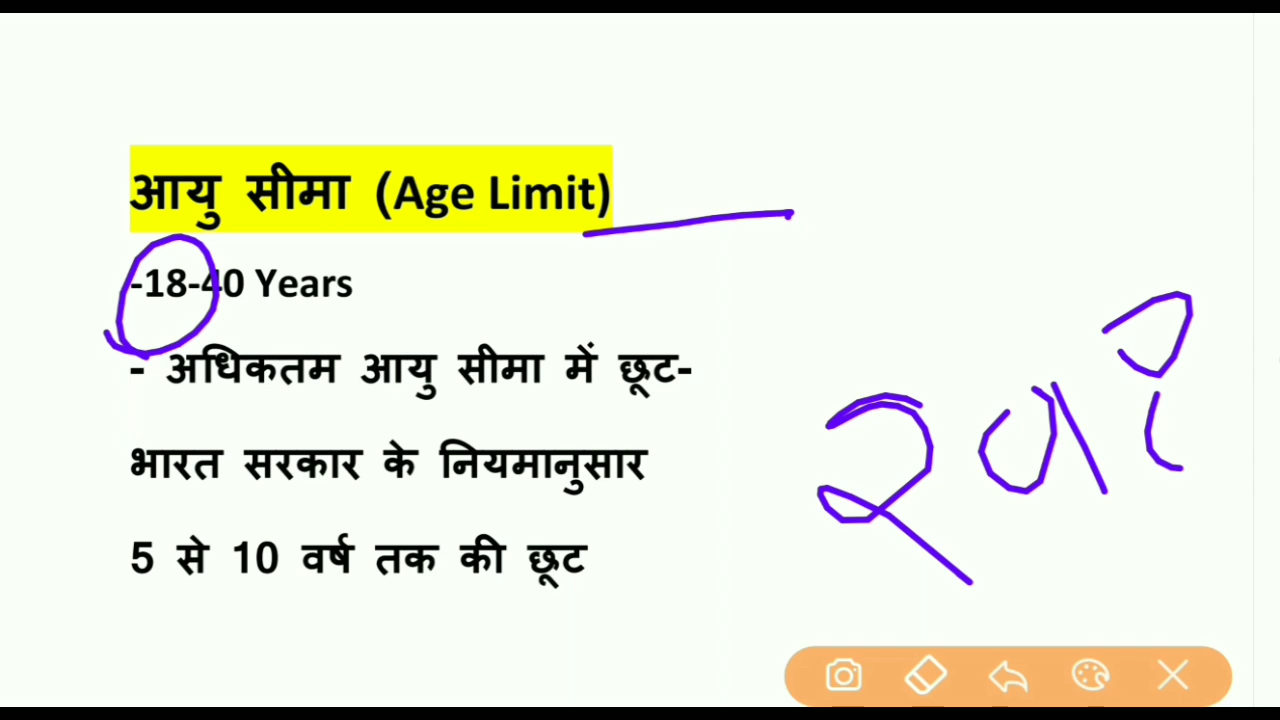 आयु सीमा (Age Limit)
-18-40 Years
- अधिकतम आयु सीमा में छूट-
भारत सरकार के नियमानुसार
5 से 10 वर्ष तक की छूट